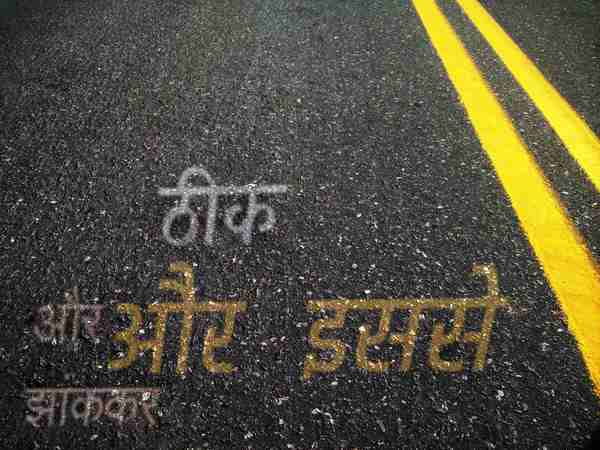 ठीक
और और इससे
झाँककर